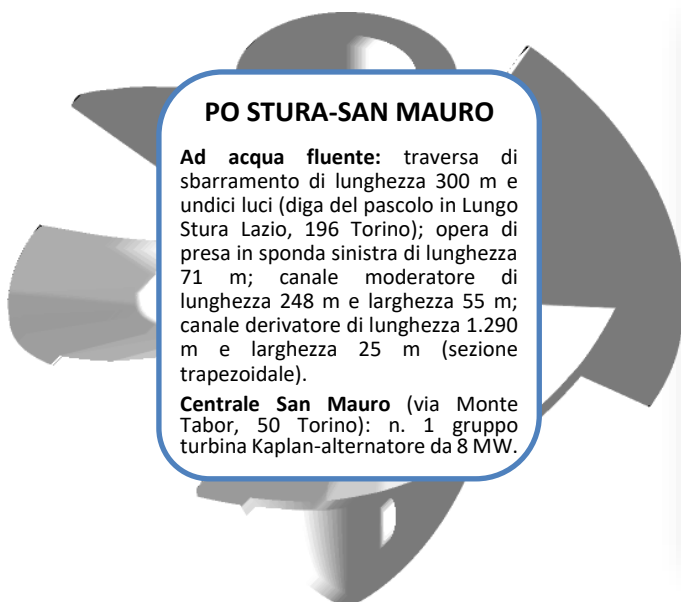 PO STURA-SAN MAURO
Ad acqua fluente: traversa di
sbarramento di lunghezza 300 m e
undici luci (diga del pascolo in Lungo
Stura Lazio, 196 Torino); opera di
presa in sponda sinistra di lunghezza
71 m; canale moderatore di
lunghezza 248 m e larghezza 55 m;
canale derivatore di lunghezza 1.290
m e larghezza 25 m (sezione
trapezoidale).
Centrale San Mauro (via Monte
Tabor, 50 Torino): n. 1 gruppo
turbina Kaplan-alternatore da 8 MW.